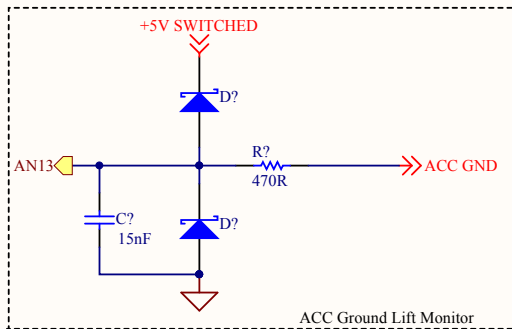 +5V SWITCHED
D?
R?
AN13
ACC GND
470R
C?
D?
15nF
ACC Ground Lift Monitor